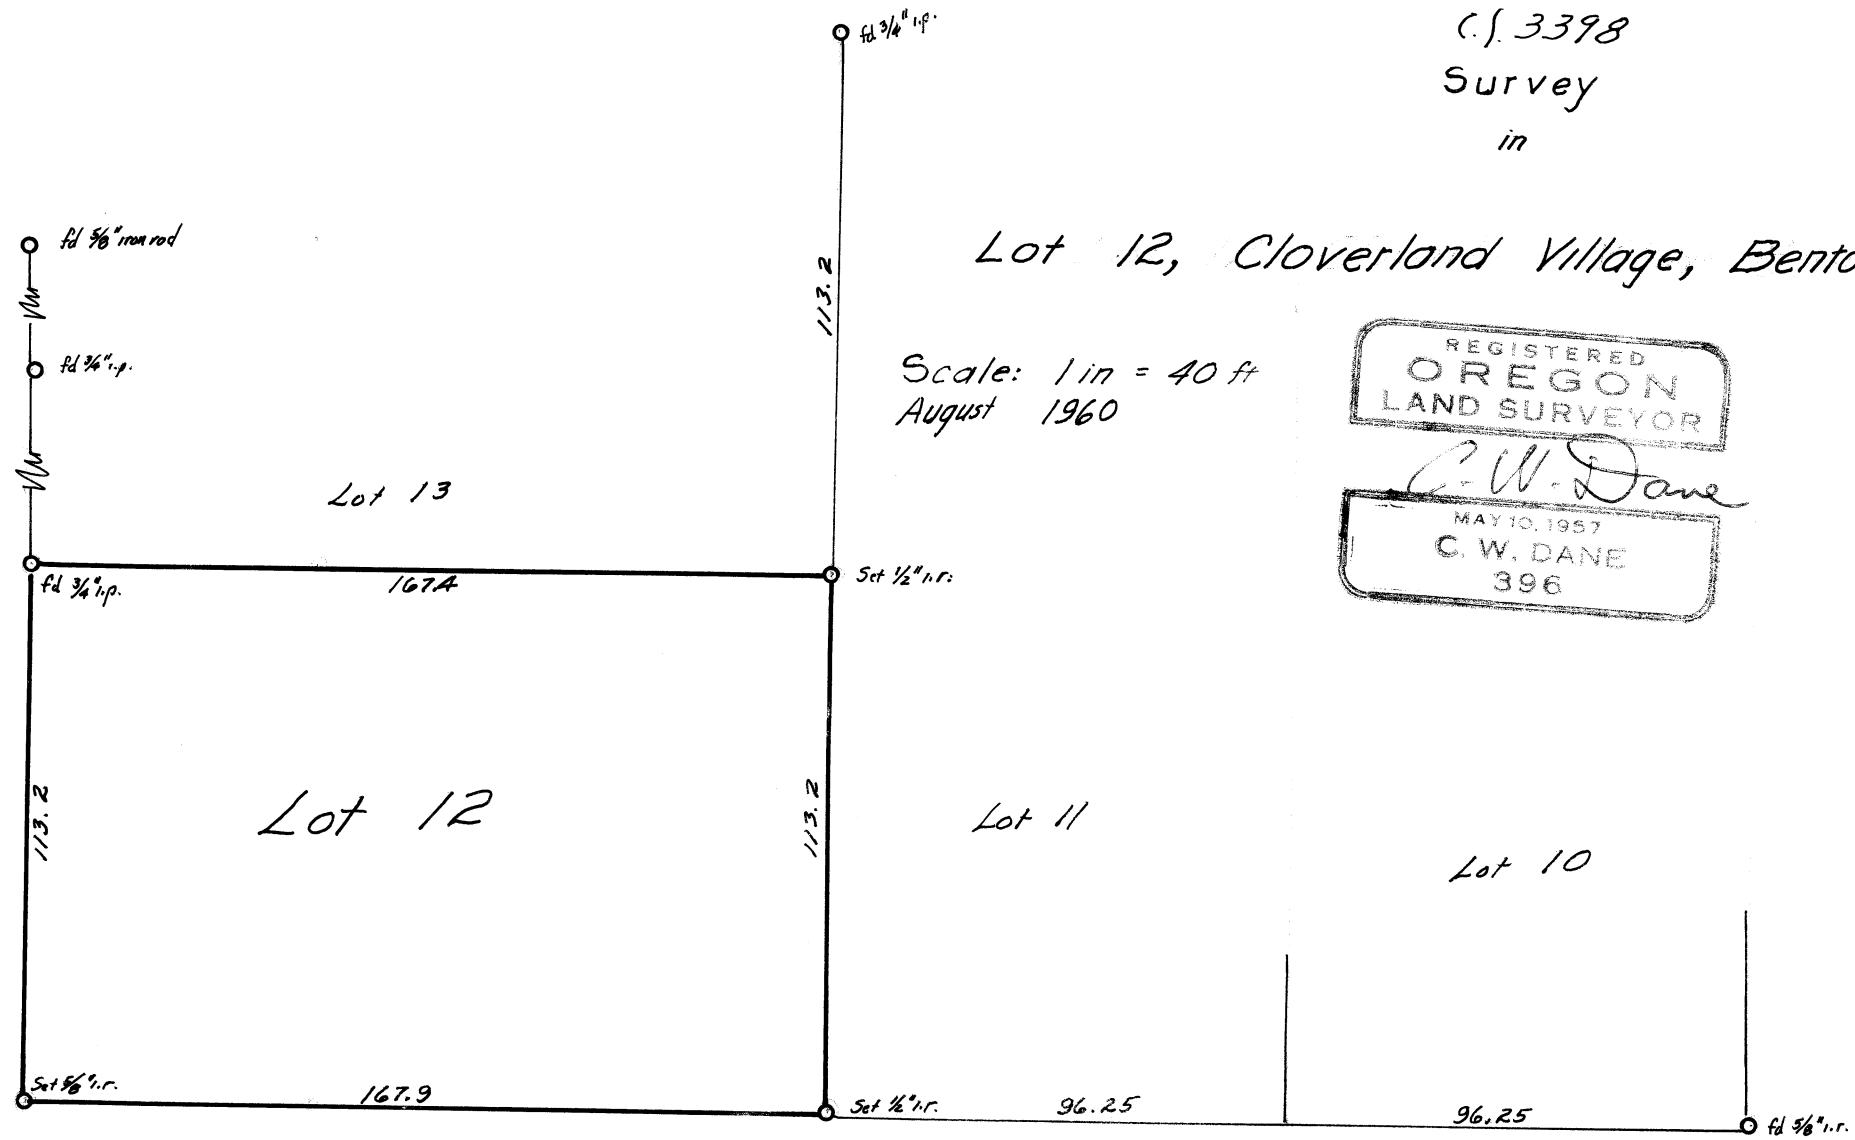 fd 3/4" i.p.
C.S. 3398
Survey
in
fd 5/8" iron rod
Lot 12, Cloverland Village, Bento
113.2
fd 3/4" i.p.
Scale: 1 in = 40 ft
August 1960
REGISTERED
OREGON
LAND SURVEYOR
C. W. Dane
MAY 10, 1957
C. W. DANE
396
Lot 13
fd 3/4" i.p.
167.4
Set 1/2" i.r.
113.2
Lot 12
113.2
Lot 11
Lot 10
Set 5/8" i.r.
167.9
Set 1/2" i.r.
96.25
96.25
fd 5/8" i.r.